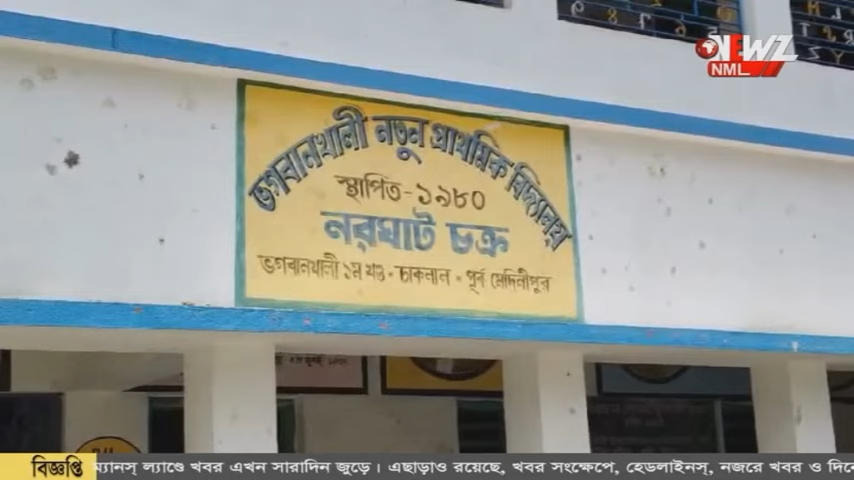 NEWZ
NML
ভগবানখালী নতুন প্রাথমিক বিদ্যালয়
স্থাপিত-১৯৮০
নরঘাট চক্র
ভগবানখালী ১ম খণ্ড - চাকনান - পূর্ব মেদিনীপুর
বিজ্ঞপ্তি
ম্যানস্ ল্যাণ্ডে খবর এখন সারাদিন জুড়ে । এছাড়াও রয়েছে, খবর সংক্ষেপে, হেডলাইনস্, নজরে খবর ও দিনে